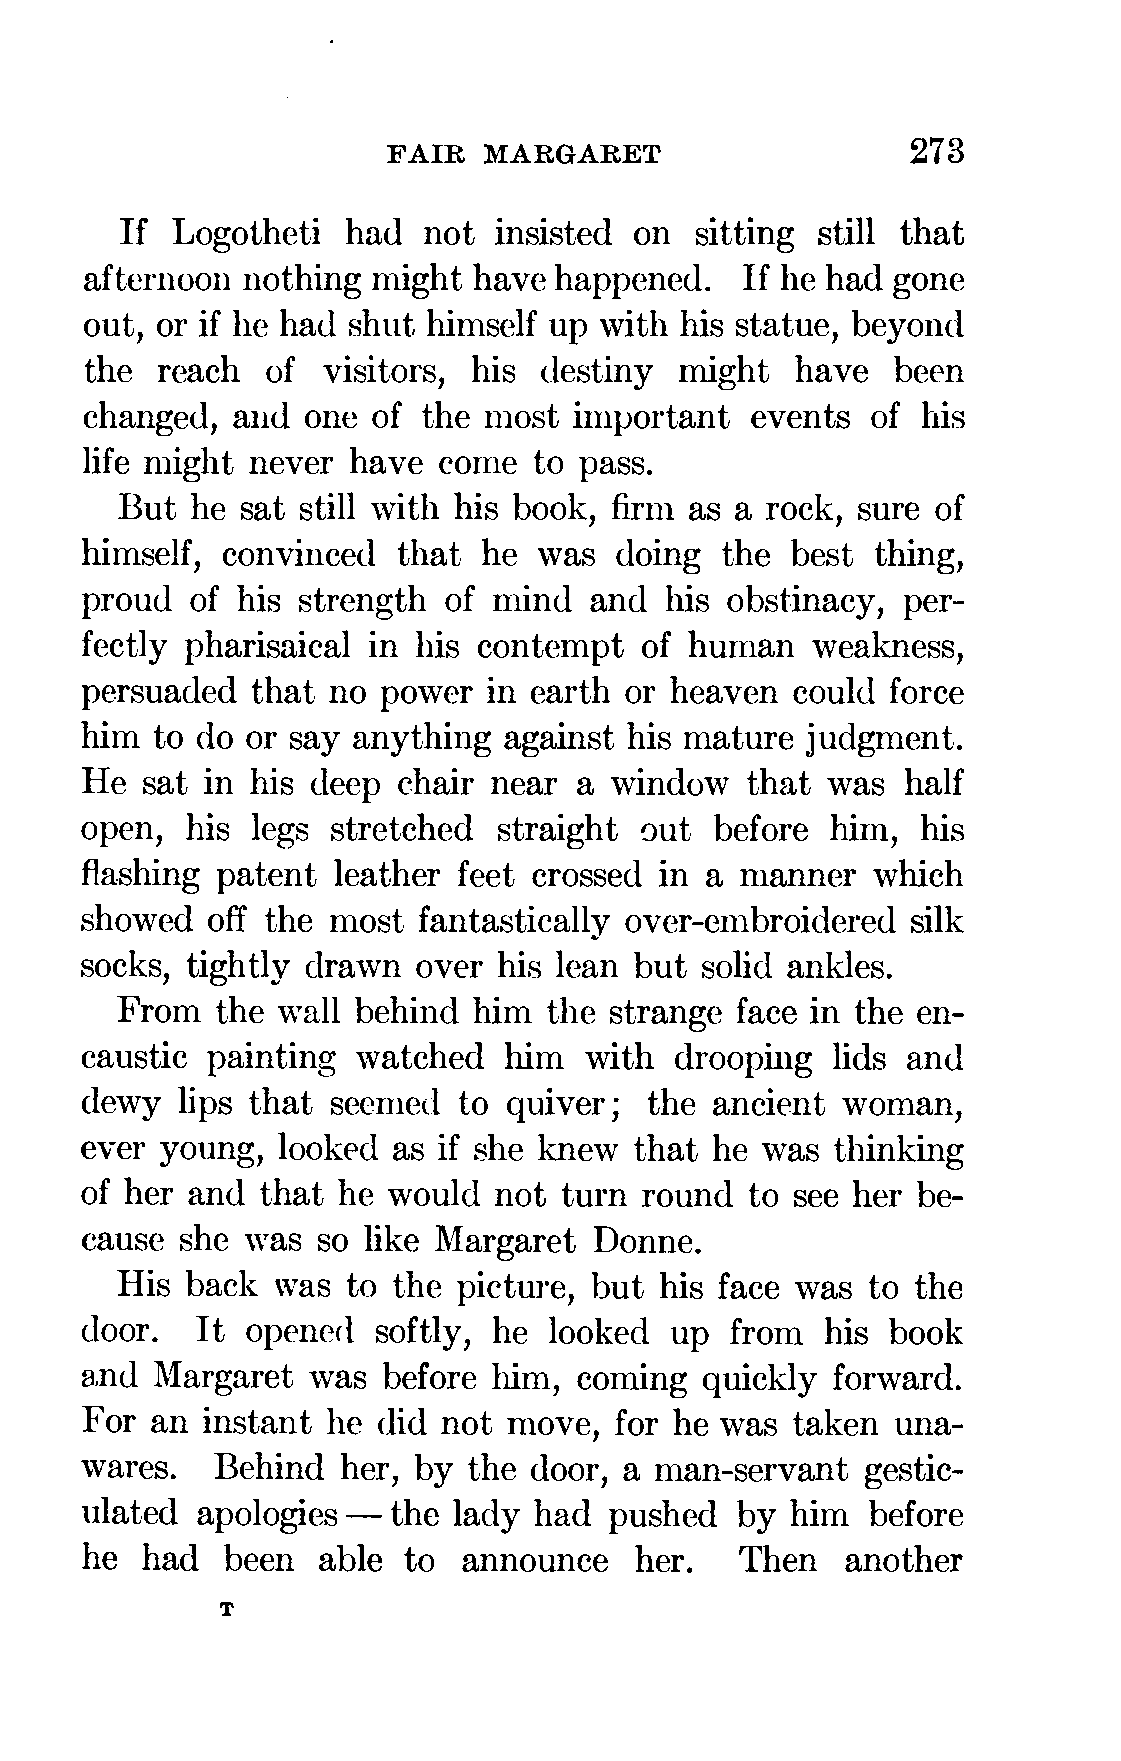 FAIR MARGARET 273
If Logotheti had not insisted on sitting still that
afternoon nothing might have happened. If he had gone
out, or if he had shut himself up with his statue, beyond
the reach of visitors, his destiny might have been
changed, and one of the most important events of his
life might never have come to pass.
But he sat still with his book, firm as a rock, sure of
himself, convinced that he was doing the best thing,
proud of his strength of mind and his obstinacy, per-
fectly pharisaical in his contempt of human weakness,
persuaded that no power in earth or heaven could force
him to do or say anything against his mature judgment.
He sat in his deep chair near a window that was half
open, his legs stretched straight out before him, his
flashing patent leather feet crossed in a manner which
showed off the most fantastically over-embroidered silk
socks, tightly drawn over his lean but solid ankles.
From the wall behind him the strange face in the en-
caustic painting watched him with drooping lids and
dewy lips that seemed to quiver; the ancient woman,
ever young, looked as if she knew that he was thinking
of her and that he would not turn round to see her be-
cause she was so like Margaret Donne.
His back was to the picture, but his face was to the
door. It opened softly, he looked up from his book
and Margaret was before him, coming quickly forward.
For an instant he did not move, for he was taken una-
wares. Behind her, by the door, a man-servant gestic-
ulated apologies — the lady had pushed by him before
he had been able to announce her. Then another
T